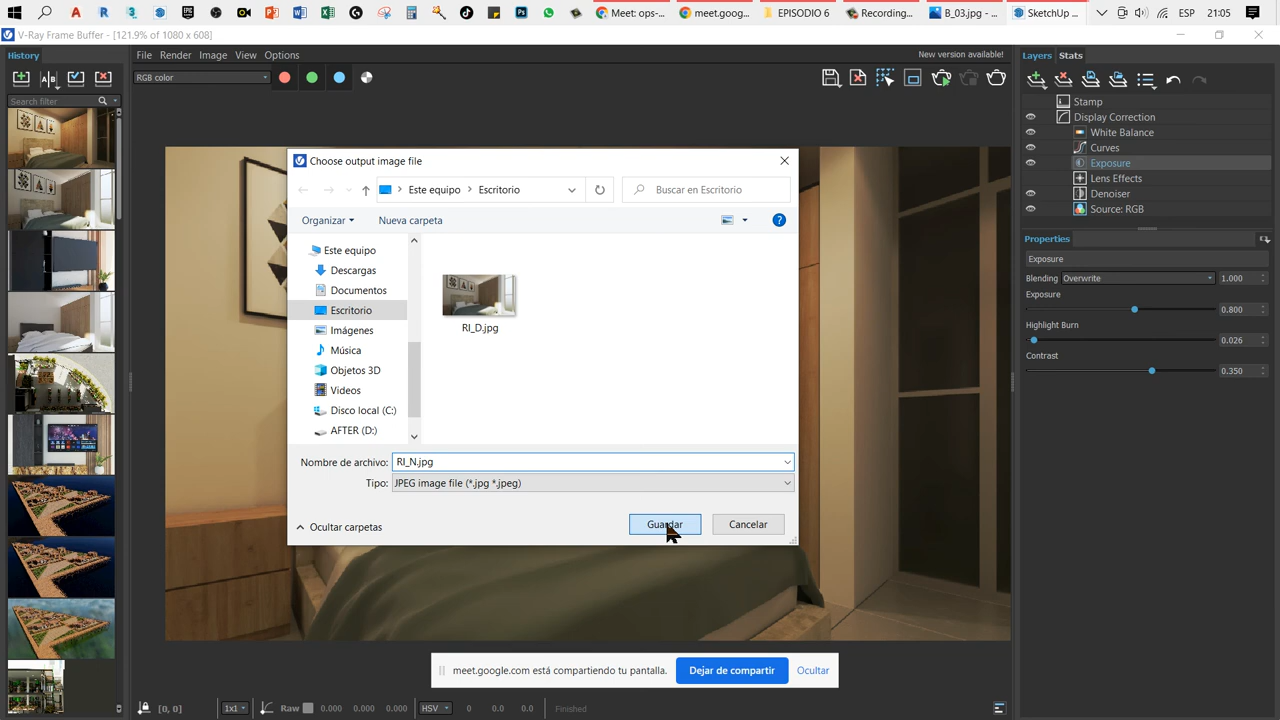 Meet: ops-...
meet.goog...
EPISODIO 6
Recording...
B_03.jpg - ...
SketchUp ...
ESP
21:05
V-Ray Frame Buffer - [121.9% of 1080 x 608]
History
File Render Image View Options
New version available!
Layers Stats
RGB color
Search filter
Stamp
Display Correction
White Balance
Curves
Exposure
Lens Effects
Denoiser
Source: RGB
Properties
Exposure
Blending Overwrite 1.000
Exposure
0.800
Highlight Burn
0.026
Contrast
0.350
Choose output image file
Este equipo > Escritorio
Buscar en Escritorio
Organizar
Nueva carpeta
Este equipo
Descargas
Documentos
Escritorio
Imágenes
Música
Objetos 3D
Videos
Disco local (C:)
AFTER (D:)
RI_D.jpg
Nombre de archivo: RI_N.jpg
Tipo: JPEG image file (*.jpg *.jpeg)
Ocultar carpetas
Guardar
Cancelar
meet.google.com está compartiendo tu pantalla.
Dejar de compartir
Ocultar
[0, 0]
1x1
Raw
0.000 0.000 0.000
HSV
0 0.0 0.0
Finished